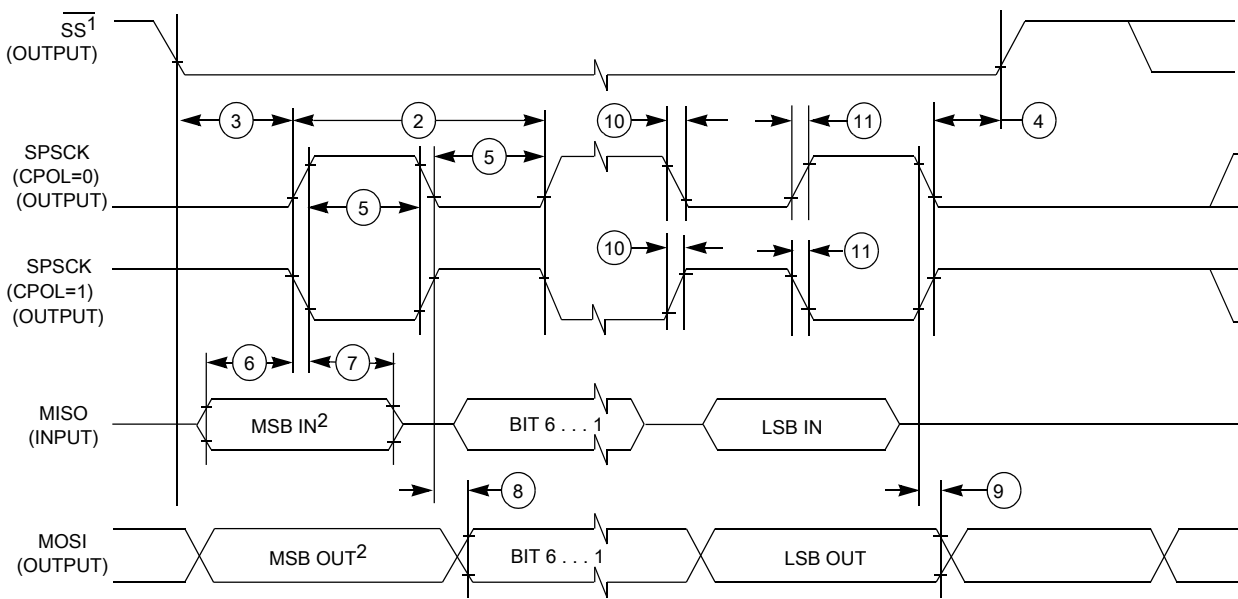 SS1
(OUTPUT)
3
2
10
11
4
SPSCK
(CPOL=0)
(OUTPUT)
5
5
10
11
SPSCK
(CPOL=1)
(OUTPUT)
6
7
MISO
(INPUT)
MSB IN2
BIT 6 . . . 1
LSB IN
8
9
MOSI
(OUTPUT)
MSB OUT2
BIT 6 . . . 1
LSB OUT